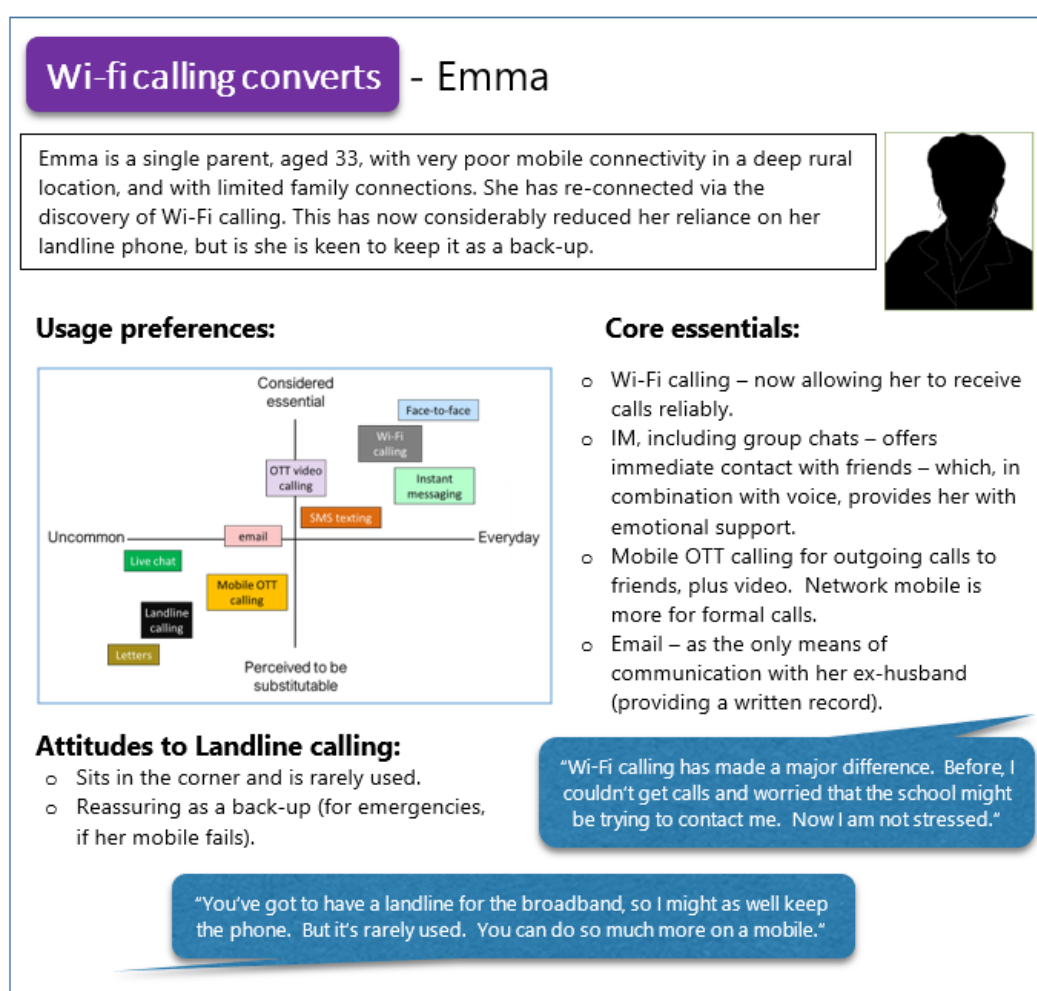 Wi-fi calling converts - Emma
Emma is a single parent, aged 33, with very poor mobile connectivity in a deep rural
location, and with limited family connections. She has re-connected via the
discovery of Wi-Fi calling. This has now considerably reduced her reliance on her
landline phone, but is she is keen to keep it as a back-up.
Usage preferences:
Considered
essential
Face-to-face
Wi-Fi
calling
OTT video
calling
Instant
messaging
SMS texting
Uncommon
email
Everyday
Live chat
Mobile OTT
calling
Landline
calling
Letters
Perceived to be
substitutable
Core essentials:
o Wi-Fi calling – now allowing her to receive
calls reliably.
o IM, including group chats – offers
immediate contact with friends – which, in
combination with voice, provides her with
emotional support.
o Mobile OTT calling for outgoing calls to
friends, plus video. Network mobile is
more for formal calls.
o Email – as the only means of
communication with her ex-husband
(providing a written record).
Attitudes to Landline calling:
o Sits in the corner and is rarely used.
o Reassuring as a back-up (for emergencies,
if her mobile fails).
“Wi-Fi calling has made a major difference. Before, I
couldn’t get calls and worried that the school might
be trying to contact me. Now I am not stressed.”
“You’ve got to have a landline for the broadband, so I might as well keep
the phone. But it’s rarely used. You can do so much more on a mobile.”